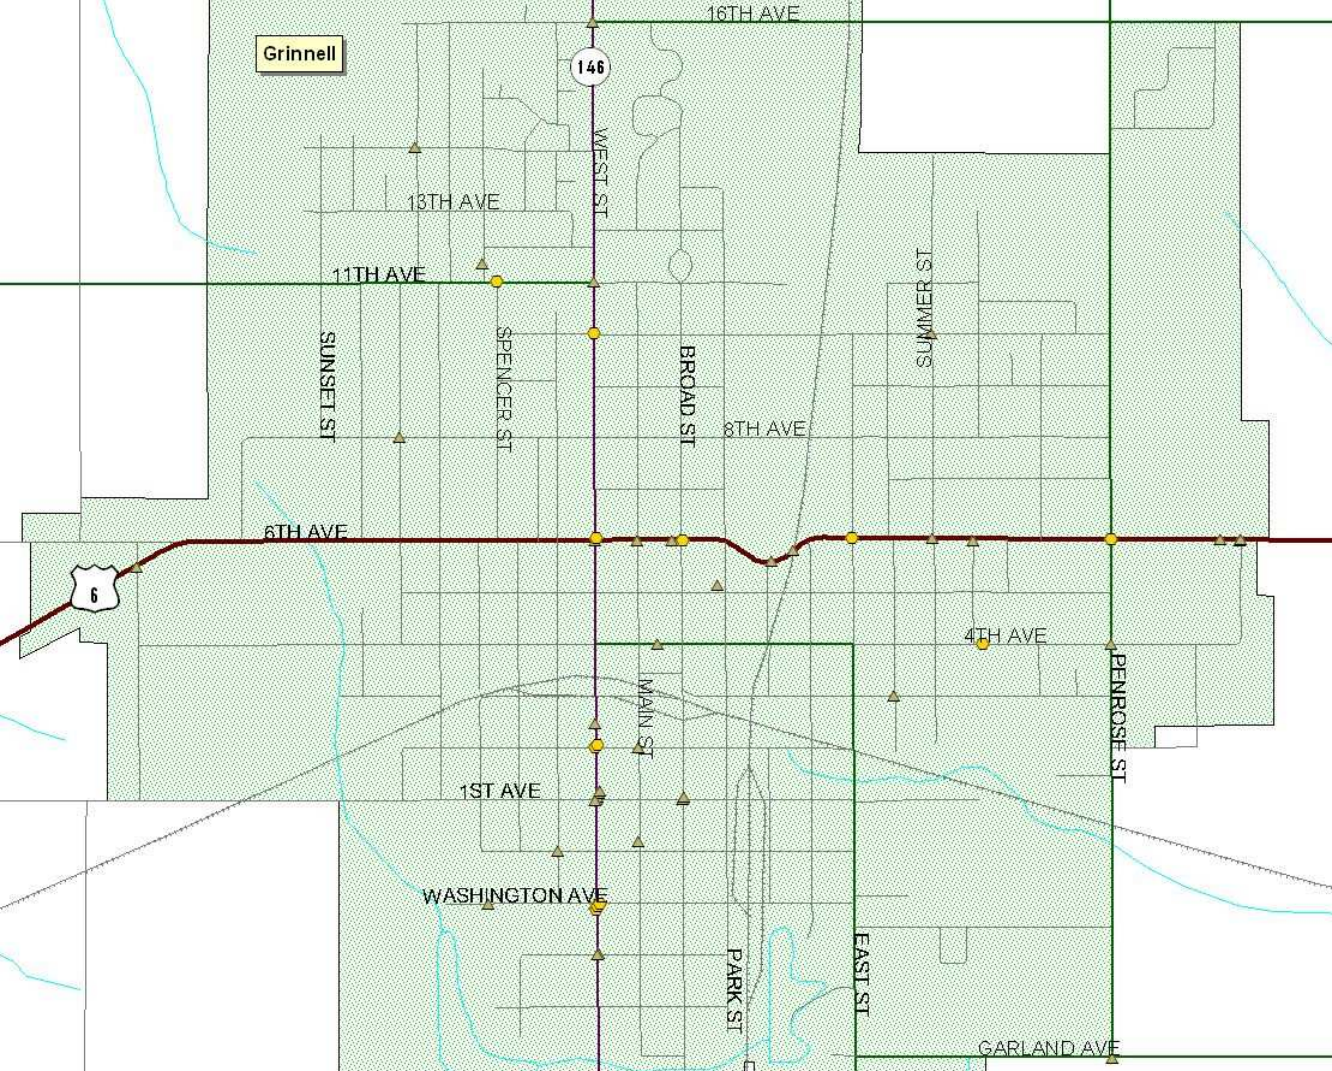 16TH AVE
Grinnell
146
WEST ST
13TH AVE
11TH AVE
SUMMER ST
SUNSET ST
SPENCER ST
BROAD ST
8TH AVE
6TH AVE
6
4TH AVE
PENROSE ST
MAIN ST
1ST AVE
WASHINGTON AVE
PARK ST
EAST ST
GARLAND AVE